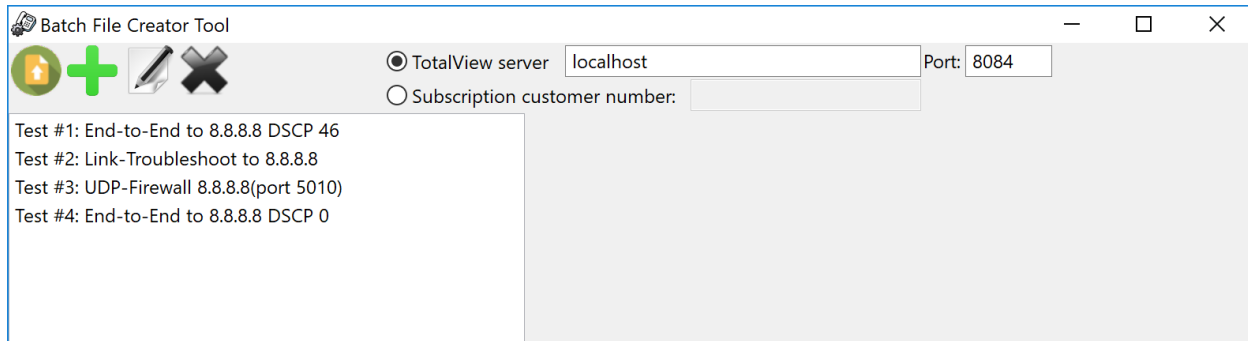 Batch File Creator Tool
TotalView server localhost Port: 8084
Subscription customer number:
Test #1: End-to-End to 8.8.8.8 DSCP 46
Test #2: Link-Troubleshoot to 8.8.8.8
Test #3: UDP-Firewall 8.8.8.8(port 5010)
Test #4: End-to-End to 8.8.8.8 DSCP 0